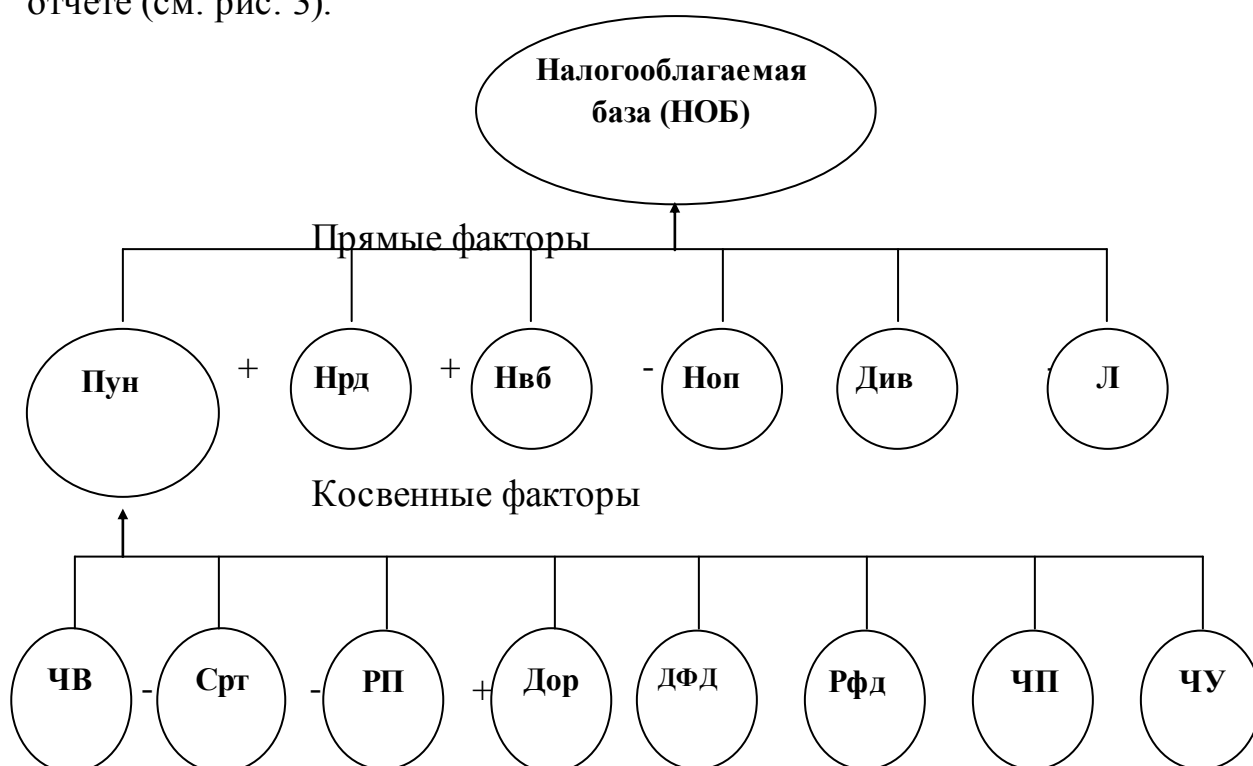 отчете (см. рис. 3).
Налогооблагаемая
база (НОБ)
Прямые факторы
Пун + Нрд + Нвб - Ноп Див Л
Косвенные факторы
ЧВ - Срт - РП + Дор ДФД Рфд ЧП ЧУ